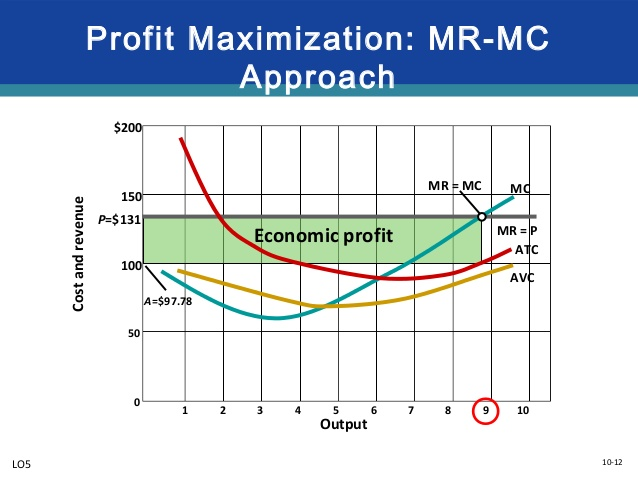 Profit Maximization: MR-MC
Approach
$200
150
P=$131
100
A=$97.78
50
0
Cost and revenue
Economic profit
MR = MC
MC
MR = P
ATC
AVC
1 2 3 4 5 6 7 8 9 10
Output
LO5
10-12